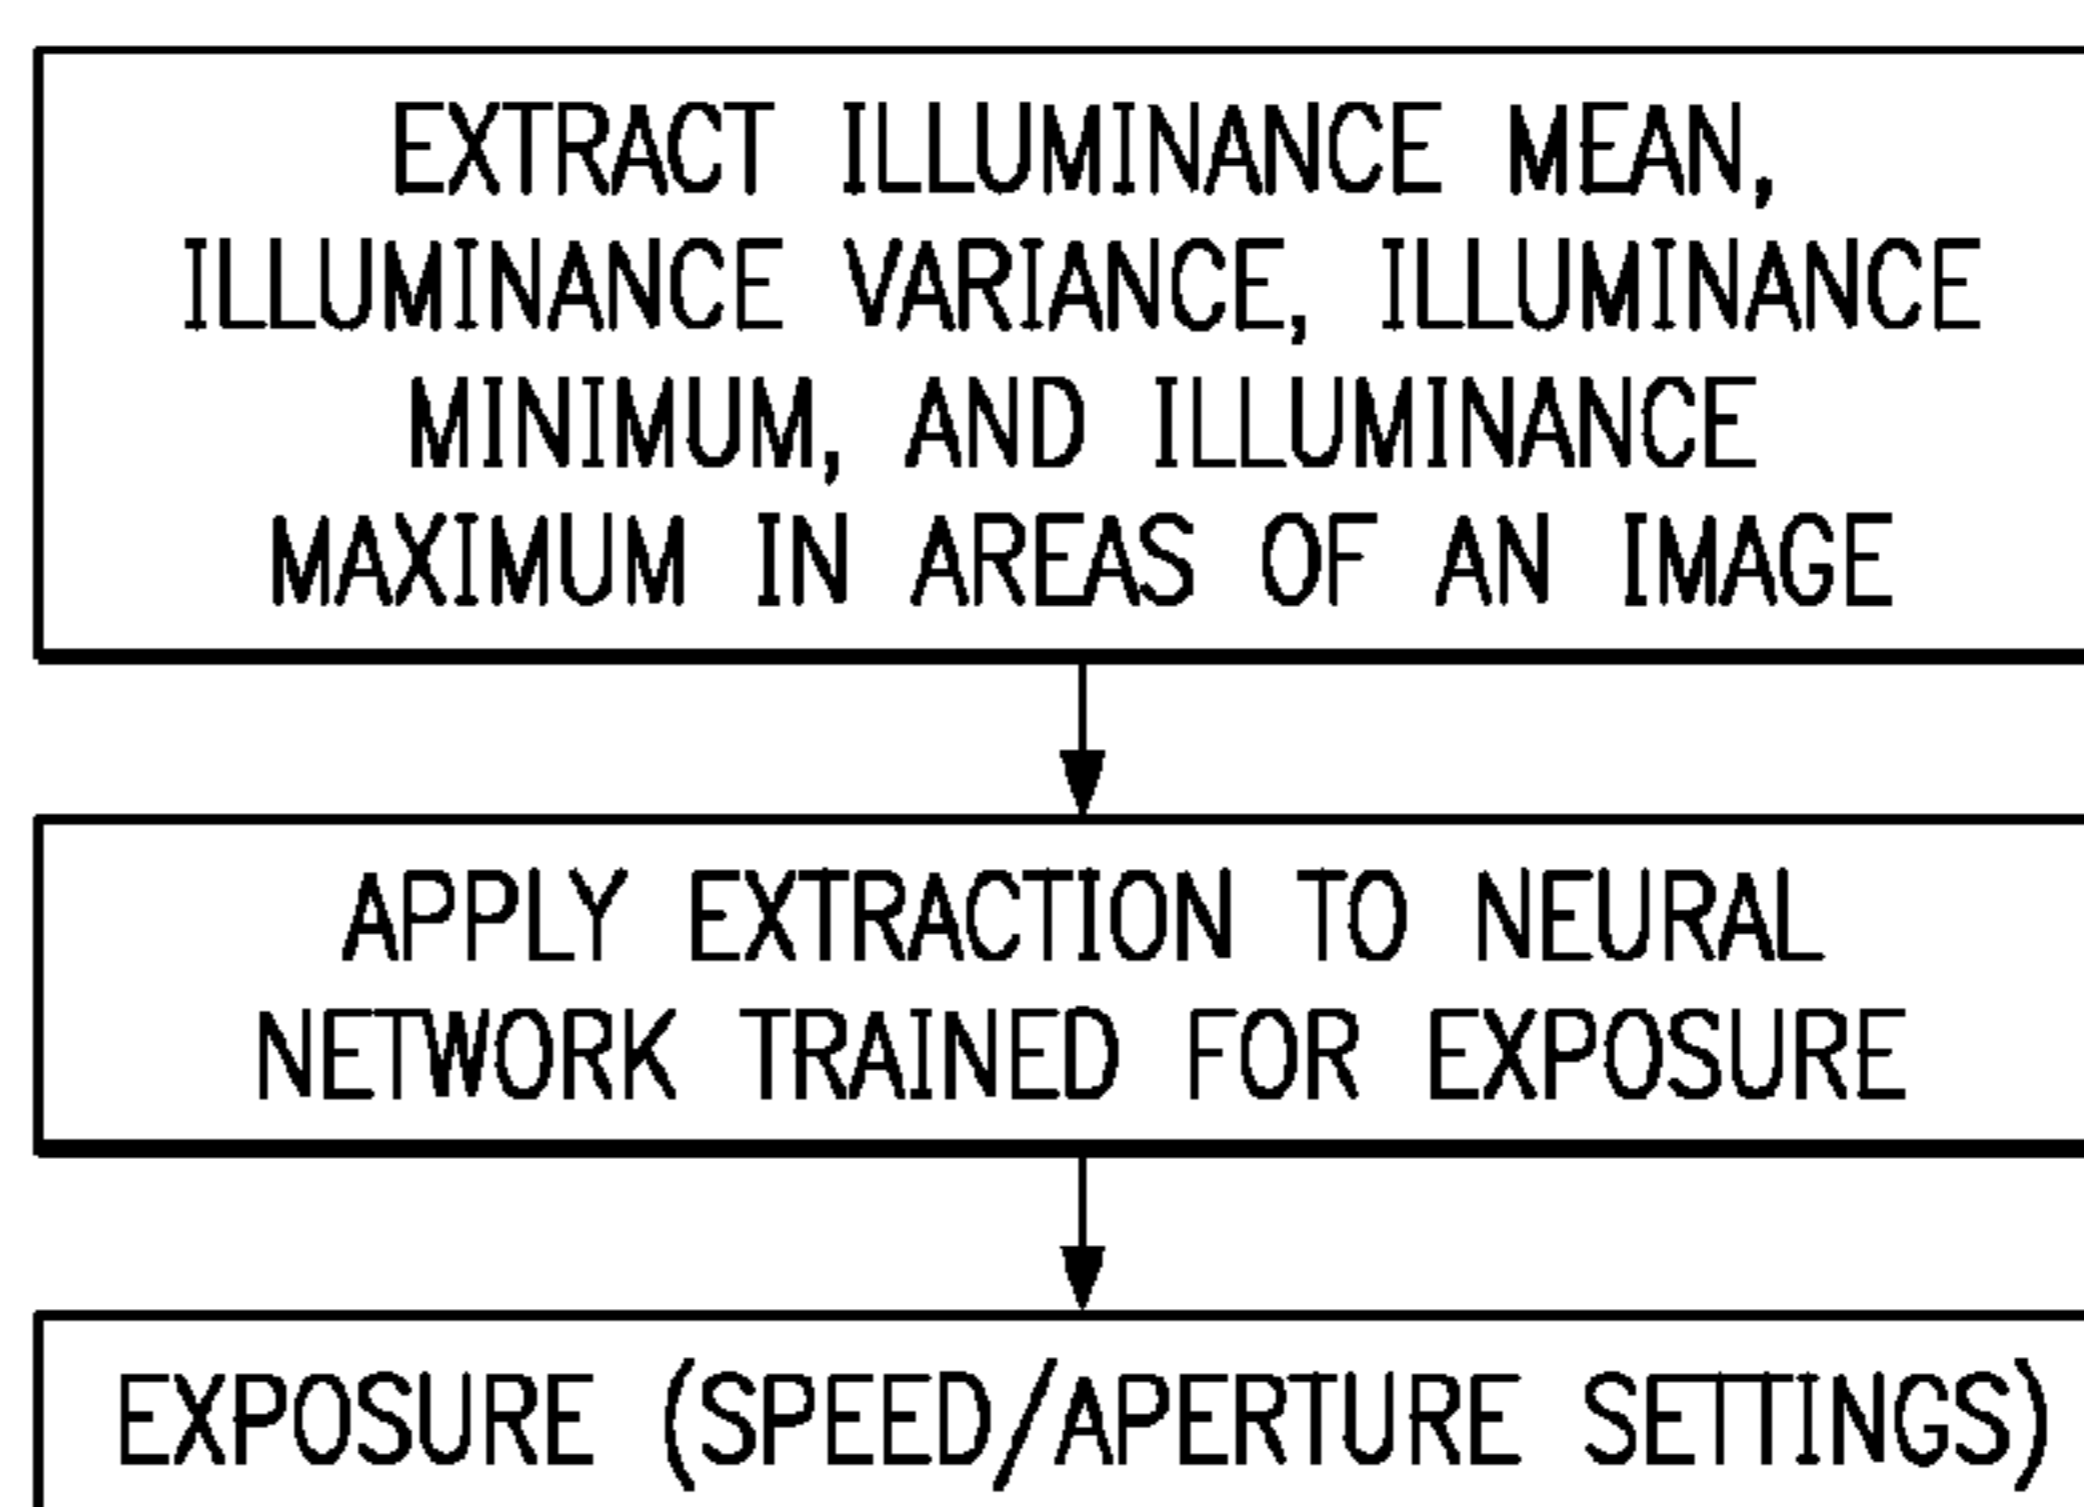 EXTRACT ILLUMINANCE MEAN,
ILLUMINANCE VARIANCE, ILLUMINANCE
MINIMUM, AND ILLUMINANCE
MAXIMUM IN AREAS OF AN IMAGE
APPLY EXTRACTION TO NEURAL
NETWORK TRAINED FOR EXPOSURE
EXPOSURE (SPEED/APERTURE SETTINGS)